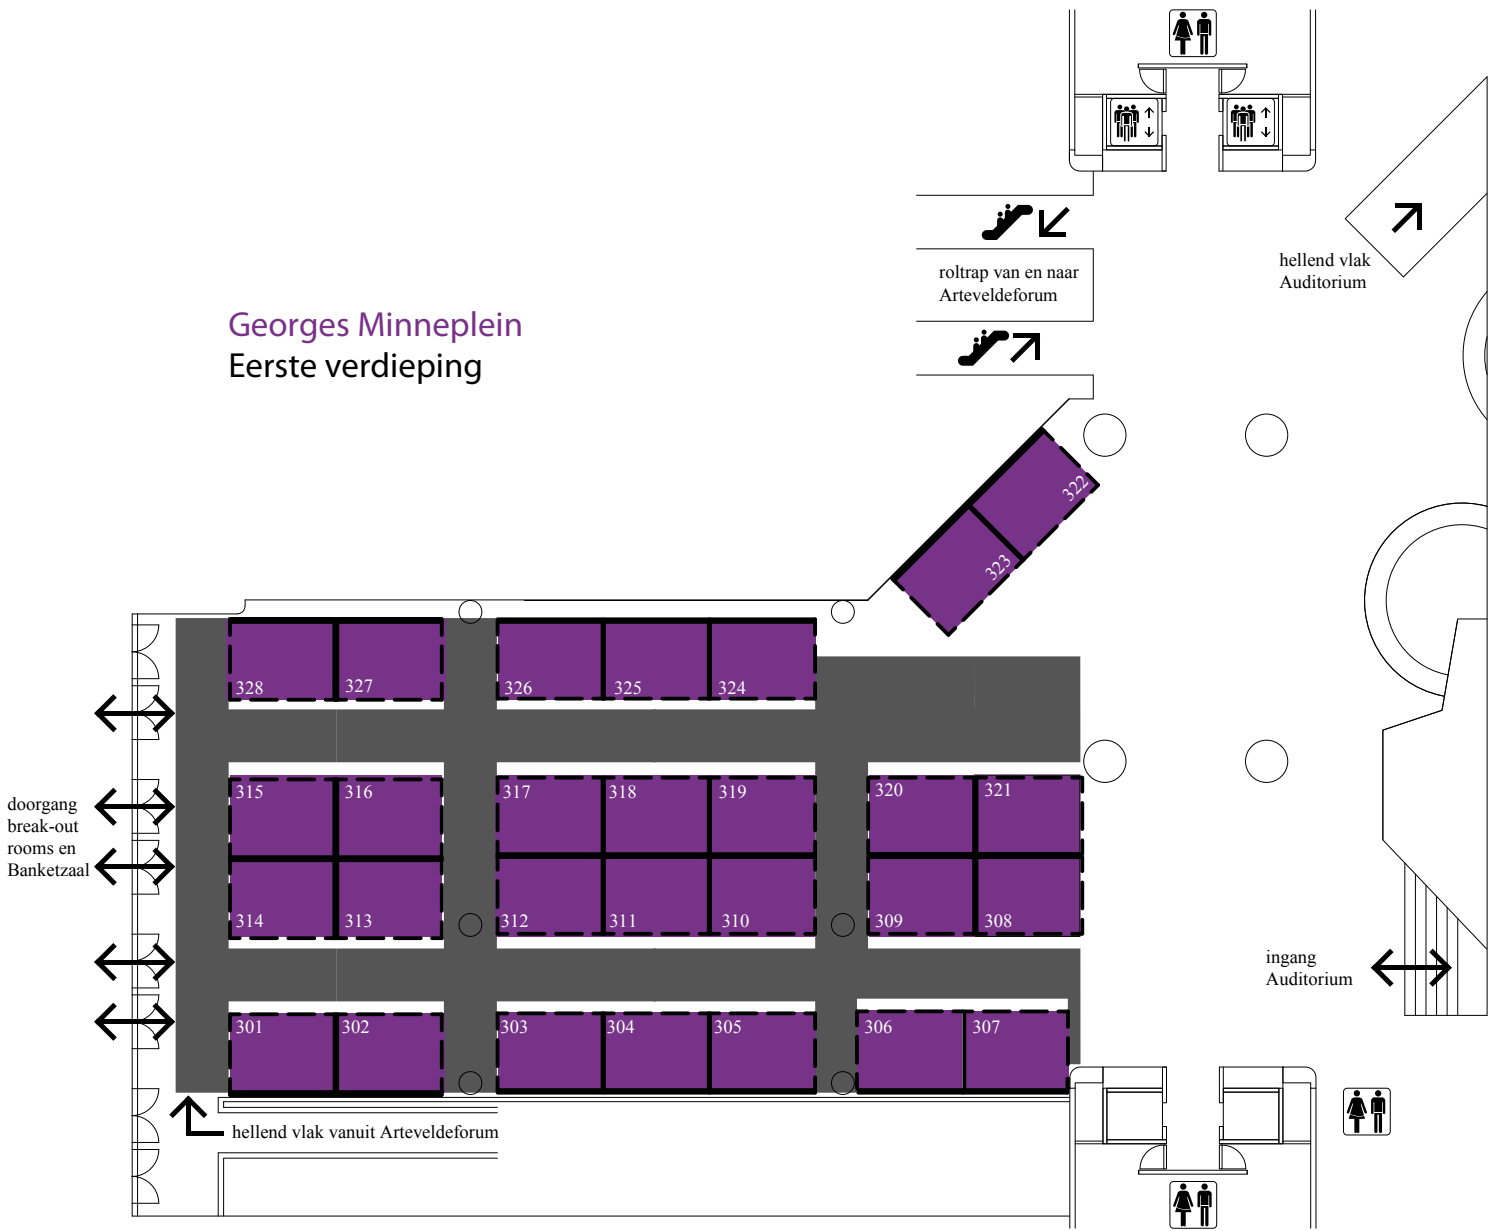 roltrap van en naar
Arteveldeforum
hellend vlak
Auditorium
Georges Minneplein
Eerste verdieping
322
323
328
327
326
325
324
315
316
317
318
319
320
321
doorgang
break-out
rooms en
Banketzaal
314
313
312
311
310
309
308
ingang
Auditorium
301
302
303
304
305
306
307
hellend vlak vanuit Arteveldeforum